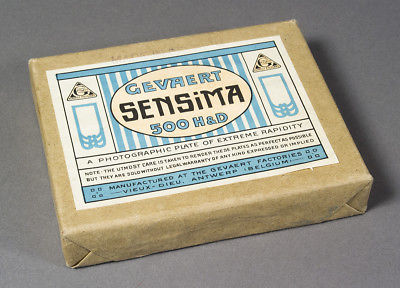 GEVAERT
SENSiMA
500 H&D
A PHOTOGRAPHIC PLATE OF EXTREME RAPIDITY
NOTE: THE UTMOST CARE IS TAKEN TO RENDER THESE PLATES AS PERFECT AS POSSIBLE
BUT THEY ARE SOLD WITHOUT LEGAL WARRANTY OF ANY KIND EXPRESSED OR IMPLIED
MANUFACTURED AT THE GEVAERT FACTORIES
VIEUX-DIEU, ANTWERP (BELGIUM)